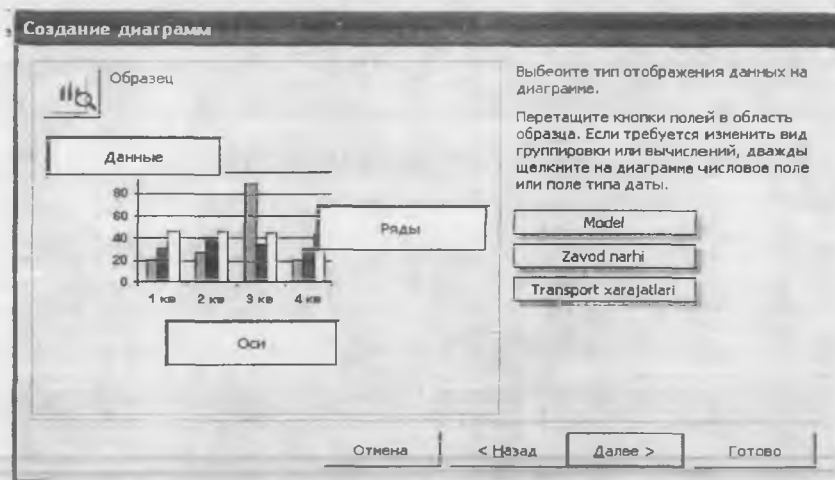 Создание диаграмм
Образец
Данные
80
60
40
20
0
1 кв 2 кв 3 кв 4 кв
Ряды
Оси
Выберите тип отображения данных на
диаграмме.
Перетащите кнопки полей в область
образца. Если требуется изменить вид
группировки или вычислений, дважды
щелкните на диаграмме числовое поле
или поле типа даты.
Model
Zavod narhi
Transport xarajatlari
Отмена < Назад Далее > Готово